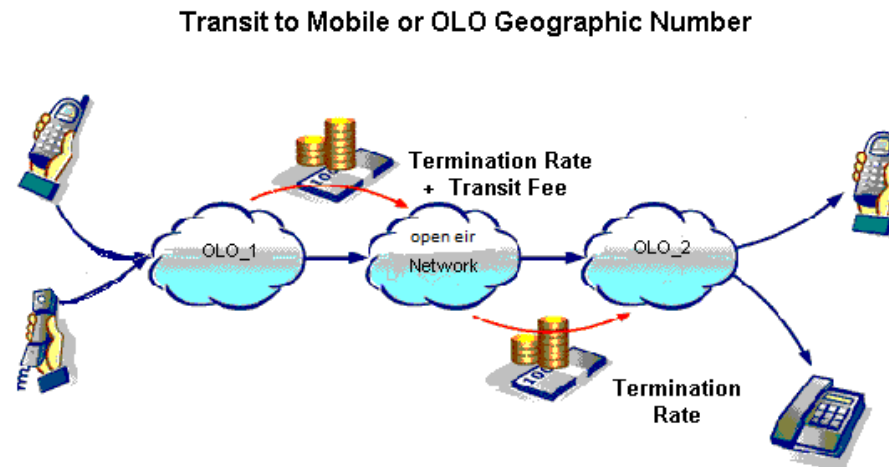 Transit to Mobile or OLO Geographic Number
Termination Rate
+ Transit Fee
OLO_1
open eir
Network
OLO_2
Termination
Rate